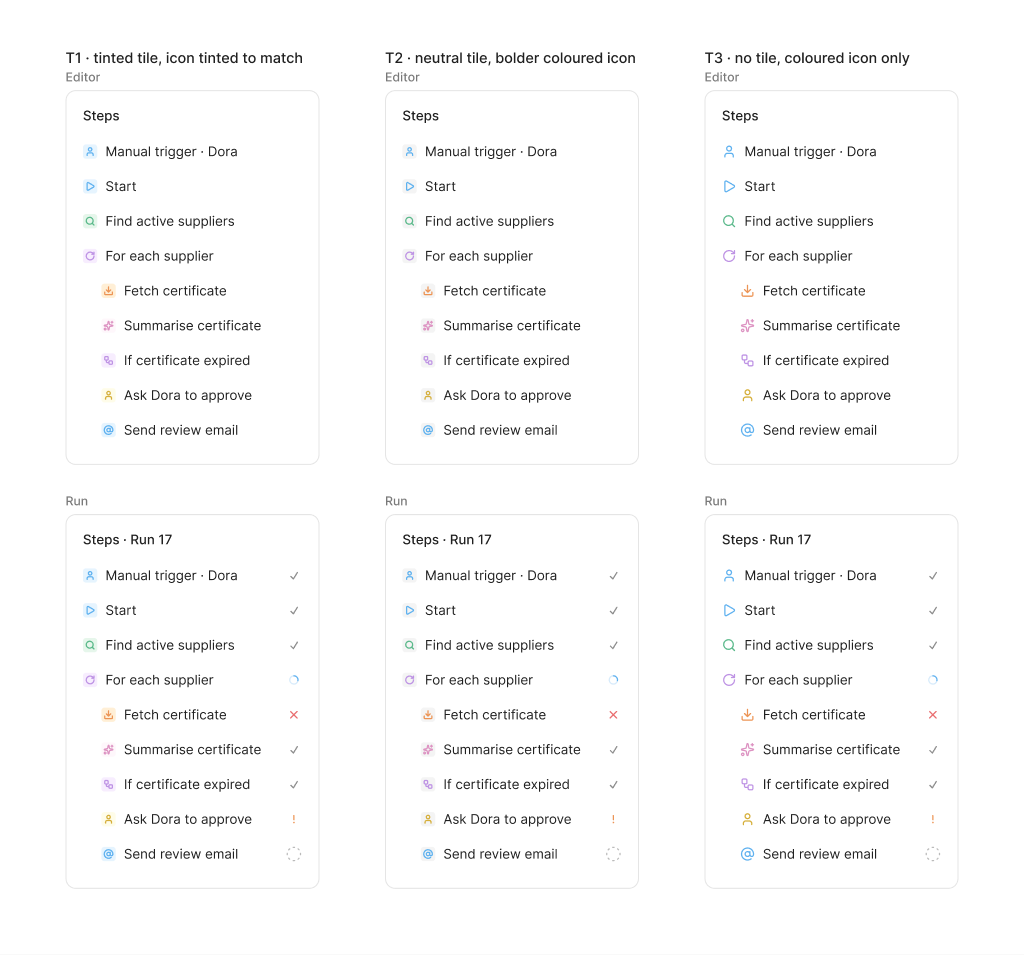 T1 · tinted tile, icon tinted to match
Editor
Steps
Manual trigger · Dora
Start
Find active suppliers
For each supplier
Fetch certificate
Summarise certificate
If certificate expired
Ask Dora to approve
Send review email
Run
Steps · Run 17
Manual trigger · Dora
Start
Find active suppliers
For each supplier
Fetch certificate
Summarise certificate
If certificate expired
Ask Dora to approve
Send review email
T2 · neutral tile, bolder coloured icon
Editor
Steps
Manual trigger · Dora
Start
Find active suppliers
For each supplier
Fetch certificate
Summarise certificate
If certificate expired
Ask Dora to approve
Send review email
Run
Steps · Run 17
Manual trigger · Dora
Start
Find active suppliers
For each supplier
Fetch certificate
Summarise certificate
If certificate expired
Ask Dora to approve
Send review email
T3 · no tile, coloured icon only
Editor
Steps
Manual trigger · Dora
Start
Find active suppliers
For each supplier
Fetch certificate
Summarise certificate
If certificate expired
Ask Dora to approve
Send review email
Run
Steps · Run 17
Manual trigger · Dora
Start
Find active suppliers
For each supplier
Fetch certificate
Summarise certificate
If certificate expired
Ask Dora to approve
Send review email